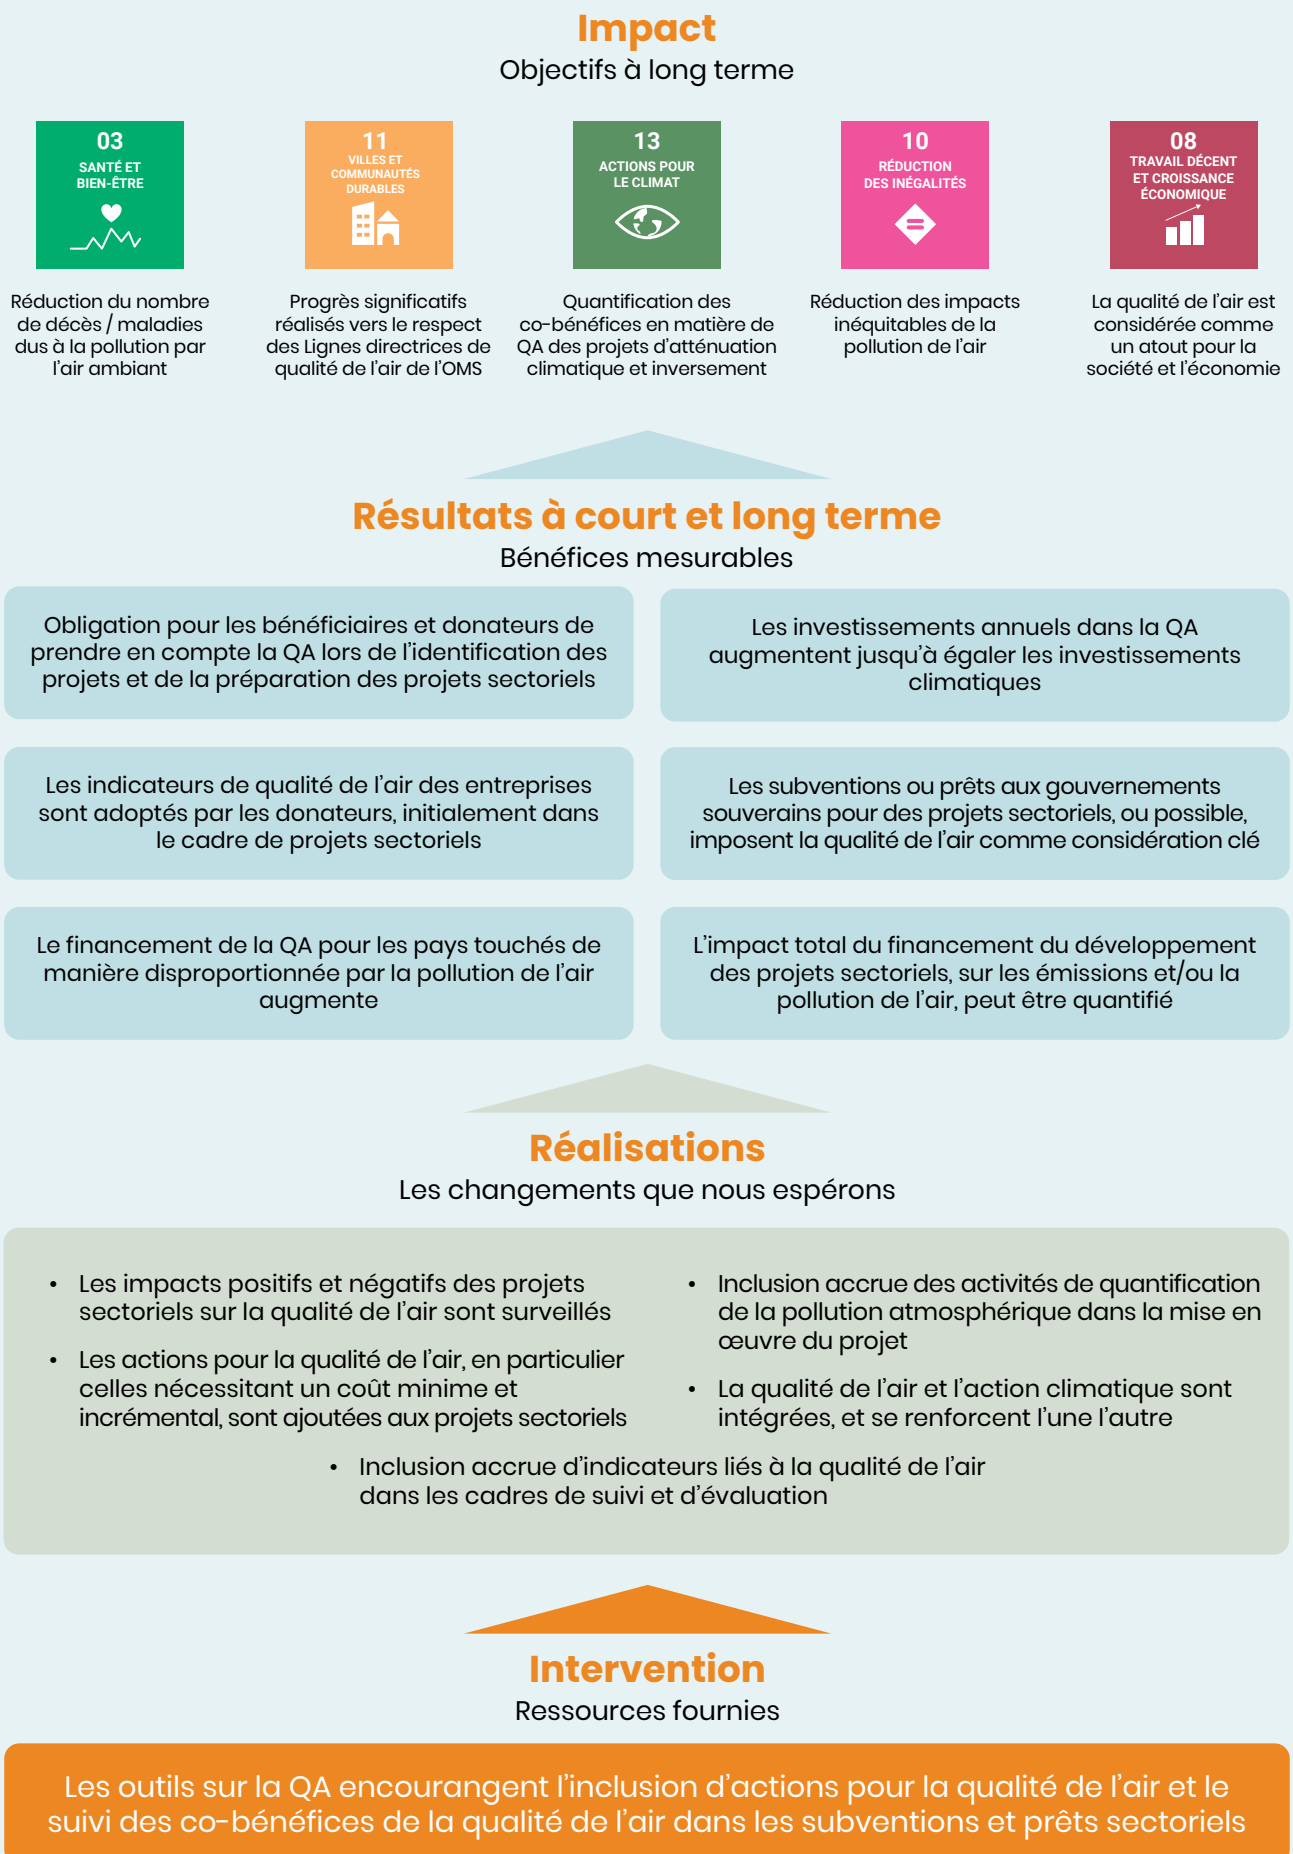 Impact
Objectifs à long terme
03
SANTÉ ET
BIEN-ÊTRE
Réduction du nombre
de décès / maladies
dus à la pollution par
l'air ambiant
11
VILLES ET
COMMUNAUTÉS
DURABLES
Progrès significatifs
réalisés vers le respect
des Lignes directrices de
qualité de l'air de l'OMS
13
ACTIONS POUR
LE CLIMAT
Quantification des
co-bénéfices en matière de
QA des projets d'atténuation
climatique et inversement
10
RÉDUCTION
DES INÉGALITÉS
Réduction des impacts
inéquitables de la
pollution de l'air
08
TRAVAIL DÉCENT
ET CROISSANCE
ÉCONOMIQUE
La qualité de l'air est
considérée comme
un atout pour la
société et l'économie
Résultats à court et long terme
Bénéfices mesurables
Obligation pour les bénéficiaires et donateurs de
prendre en compte la QA lors de l'identification des
projets et de la préparation des projets sectoriels
Les investissements annuels dans la QA
augmentent jusqu'à égaler les investissements
climatiques
Les indicateurs de qualité de l'air des entreprises
sont adoptés par les donateurs, initialement dans
le cadre de projets sectoriels
Les subventions ou prêts aux gouvernements
souverains pour des projets sectoriels, ou possible,
imposent la qualité de l'air comme considération clé
Le financement de la QA pour les pays touchés de
manière disproportionnée par la pollution de l'air
augmente
L'impact total du financement du développement
des projets sectoriels, sur les émissions et/ou la
pollution de l'air, peut être quantifié
Réalisations
Les changements que nous espérons
• Les impacts positifs et négatifs des projets
sectoriels sur la qualité de l'air sont surveillés
• Les actions pour la qualité de l'air, en particulier
celles nécessitant un coût minime et
incrémental, sont ajoutées aux projets sectoriels
• Inclusion accrue des activités de quantification
de la pollution atmosphérique dans la mise en
œuvre du projet
• La qualité de l'air et l'action climatique sont
intégrées, et se renforcent l'une l'autre
• Inclusion accrue d'indicateurs liés à la qualité de l'air
dans les cadres de suivi et d'évaluation
Intervention
Ressources fournies
Les outils sur la QA encourangent l'inclusion d'actions pour la qualité de l'air et le
suivi des co-bénéfices de la qualité de l'air dans les subventions et prêts sectoriels